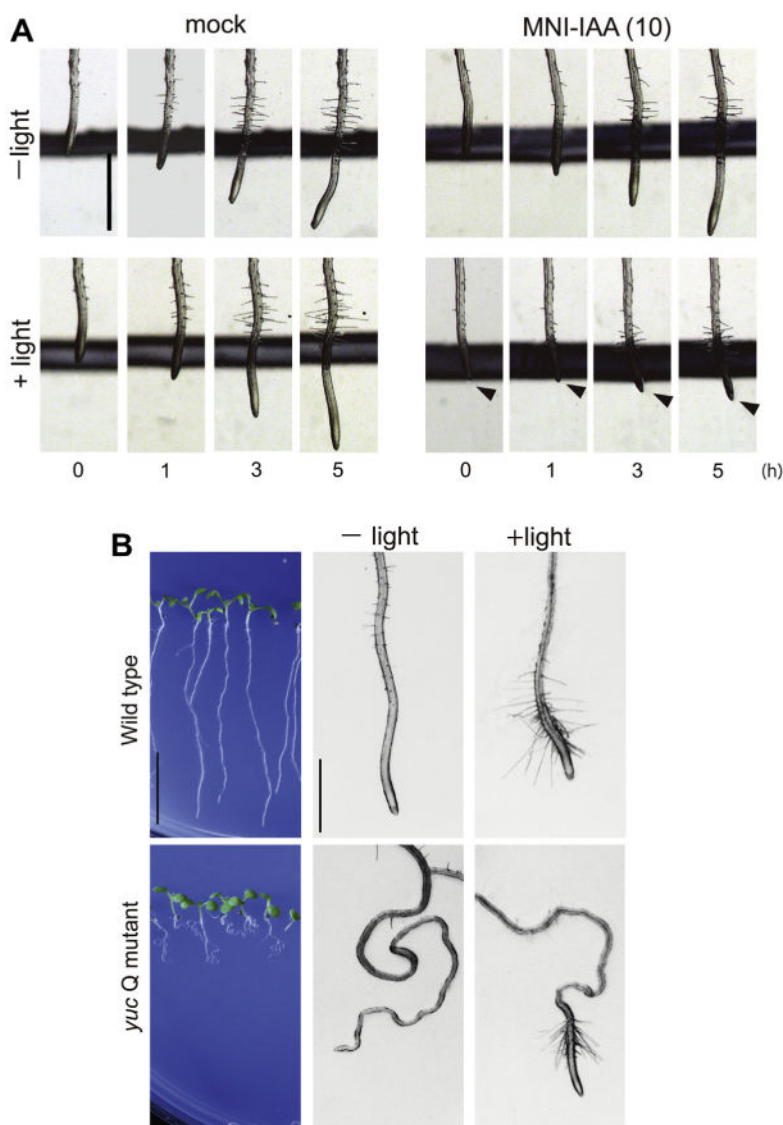 A
mock
MNI-IAA (10)
– light
+ light
0 1 3 5 0 1 3 5 (h)
B
– light
+light
Wild type
yuc Q mutant